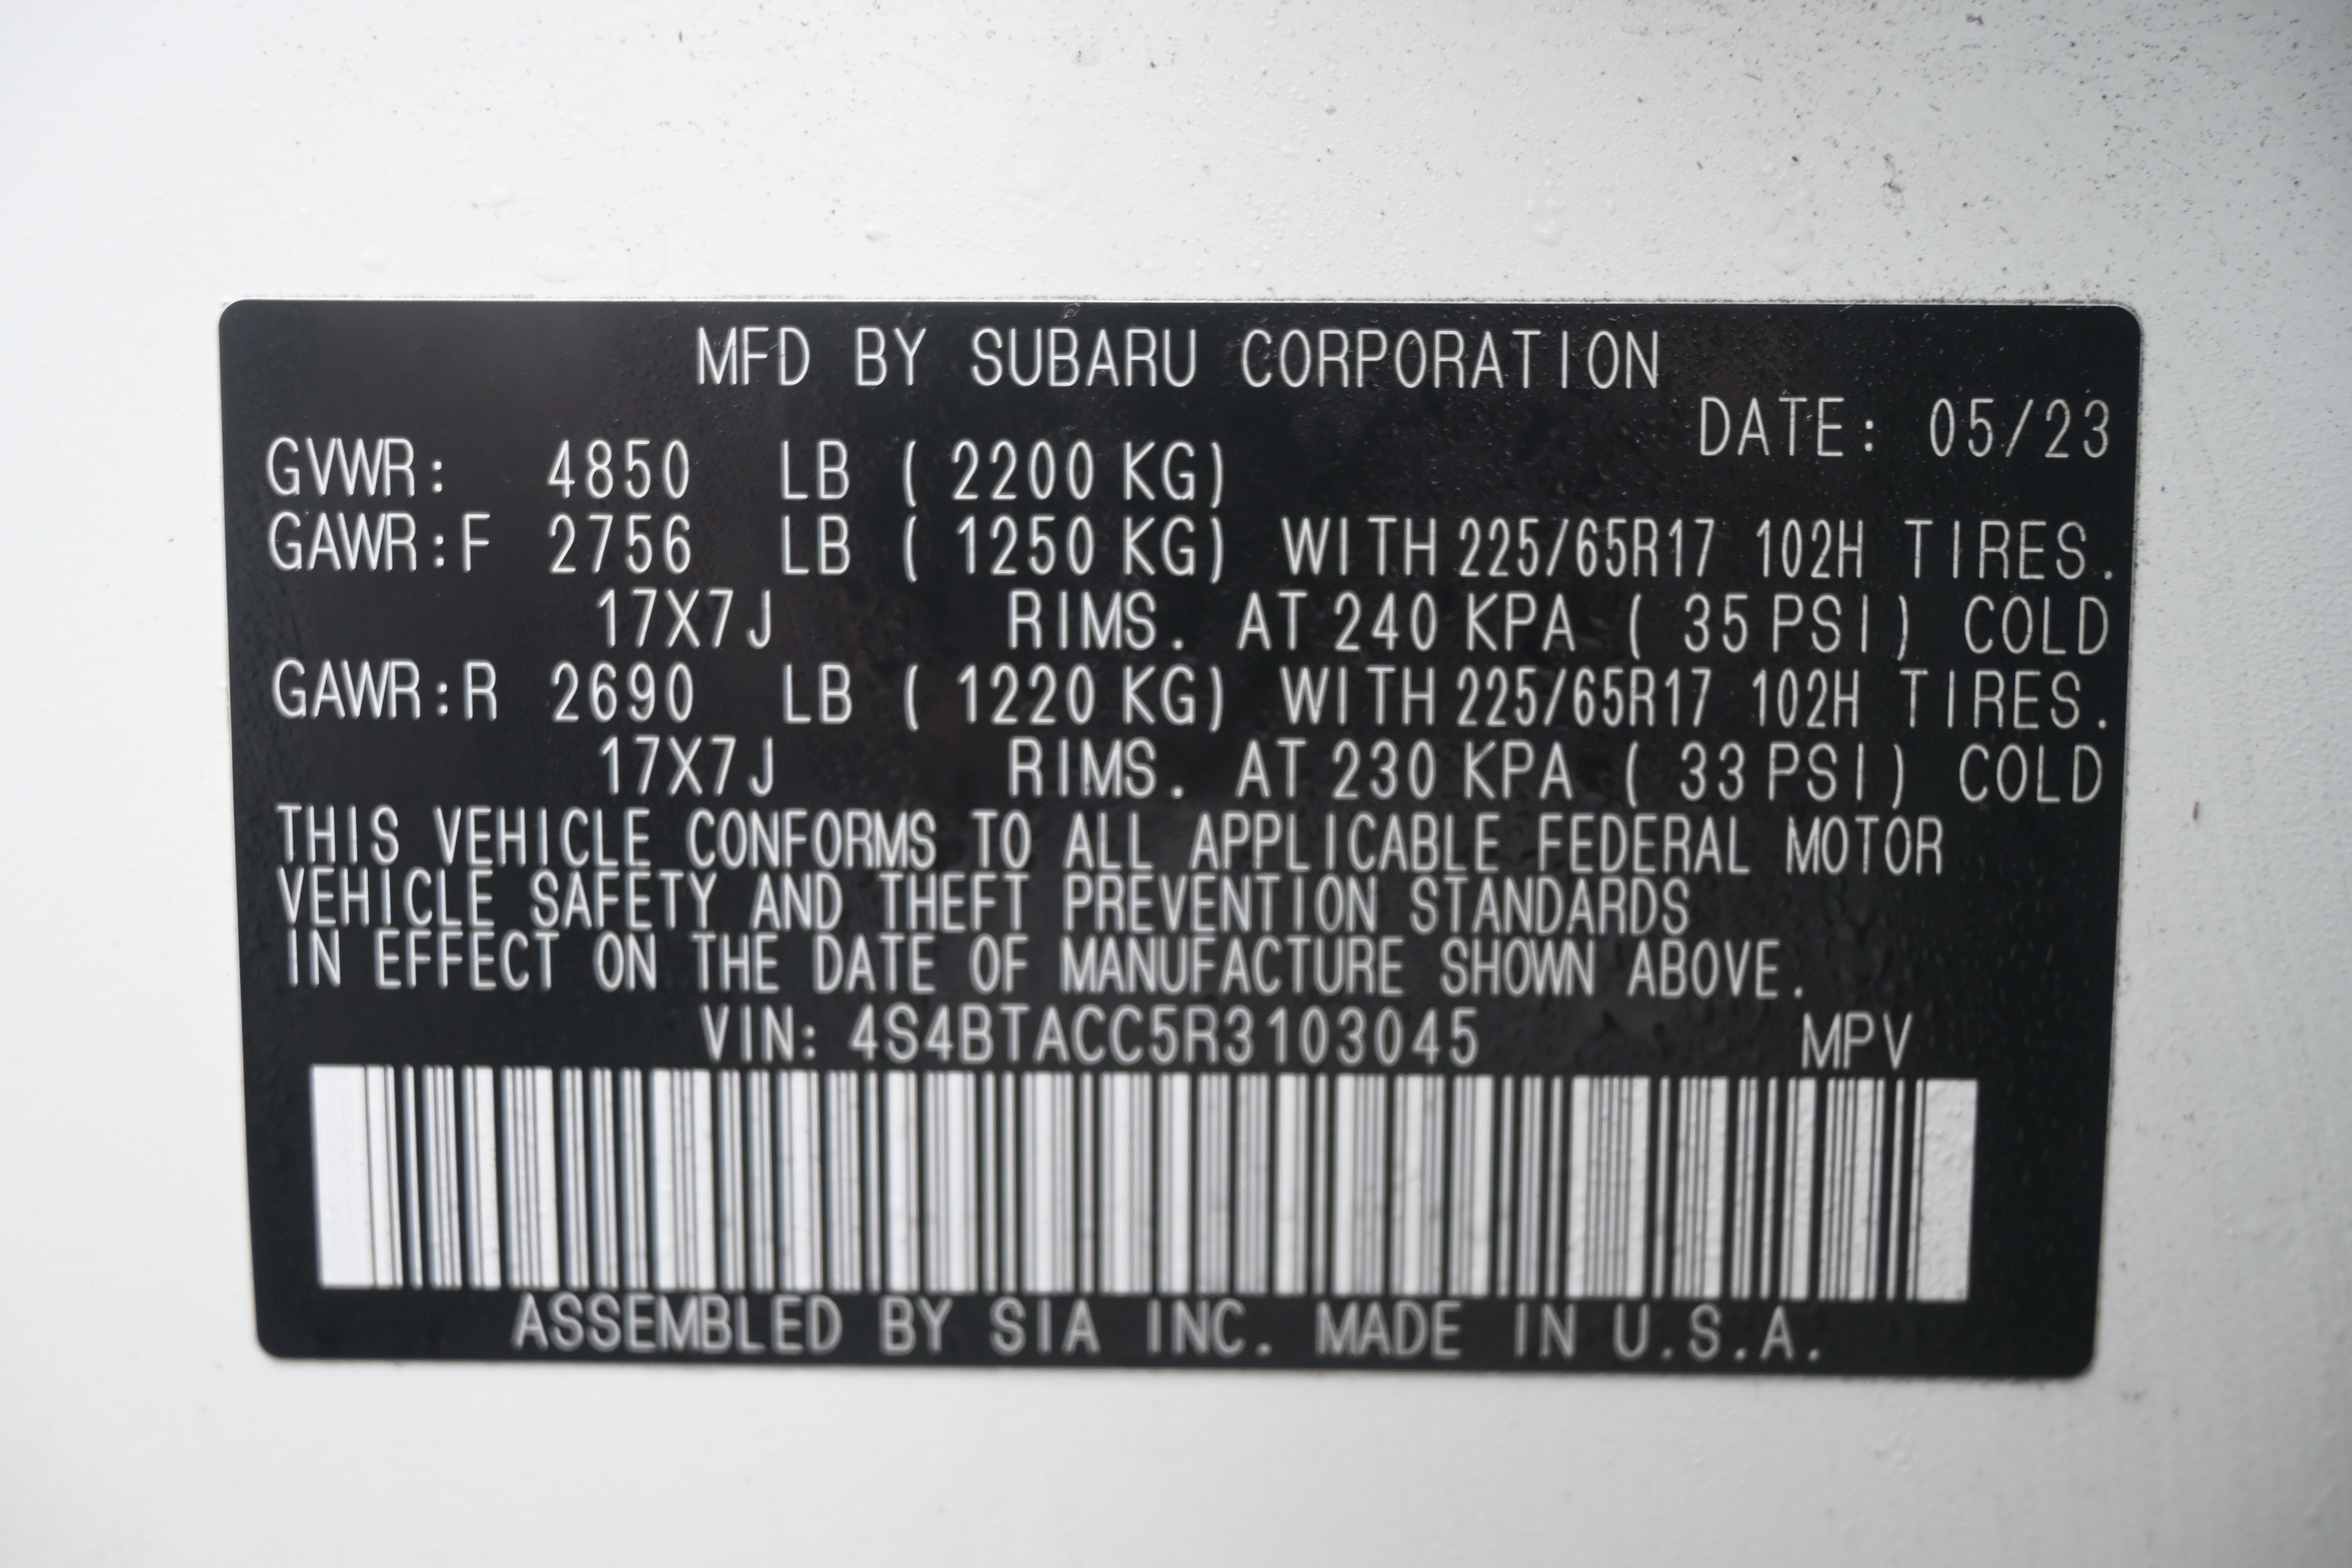 MFD BY SUBARU CORPORATION
DATE: 05/23
GVWR: 4850 LB ( 2200 KG)
GAWR:F 2756 LB ( 1250 KG) WITH 225/65R17 102H TIRES.
17X7J RIMS. AT 240 KPA ( 35 PSI) COLD
GAWR:R 2690 LB ( 1220 KG) WITH 225/65R17 102H TIRES.
17X7J RIMS. AT 230 KPA ( 33 PSI) COLD
THIS VEHICLE CONFORMS TO ALL APPLICABLE FEDERAL MOTOR
VEHICLE SAFETY AND THEFT PREVENTION STANDARDS
IN EFFECT ON THE DATE OF MANUFACTURE SHOWN ABOVE.
VIN: 4S4BTACC5R3103045 MPV
ASSEMBLED BY SIA INC. MADE IN U.S.A.